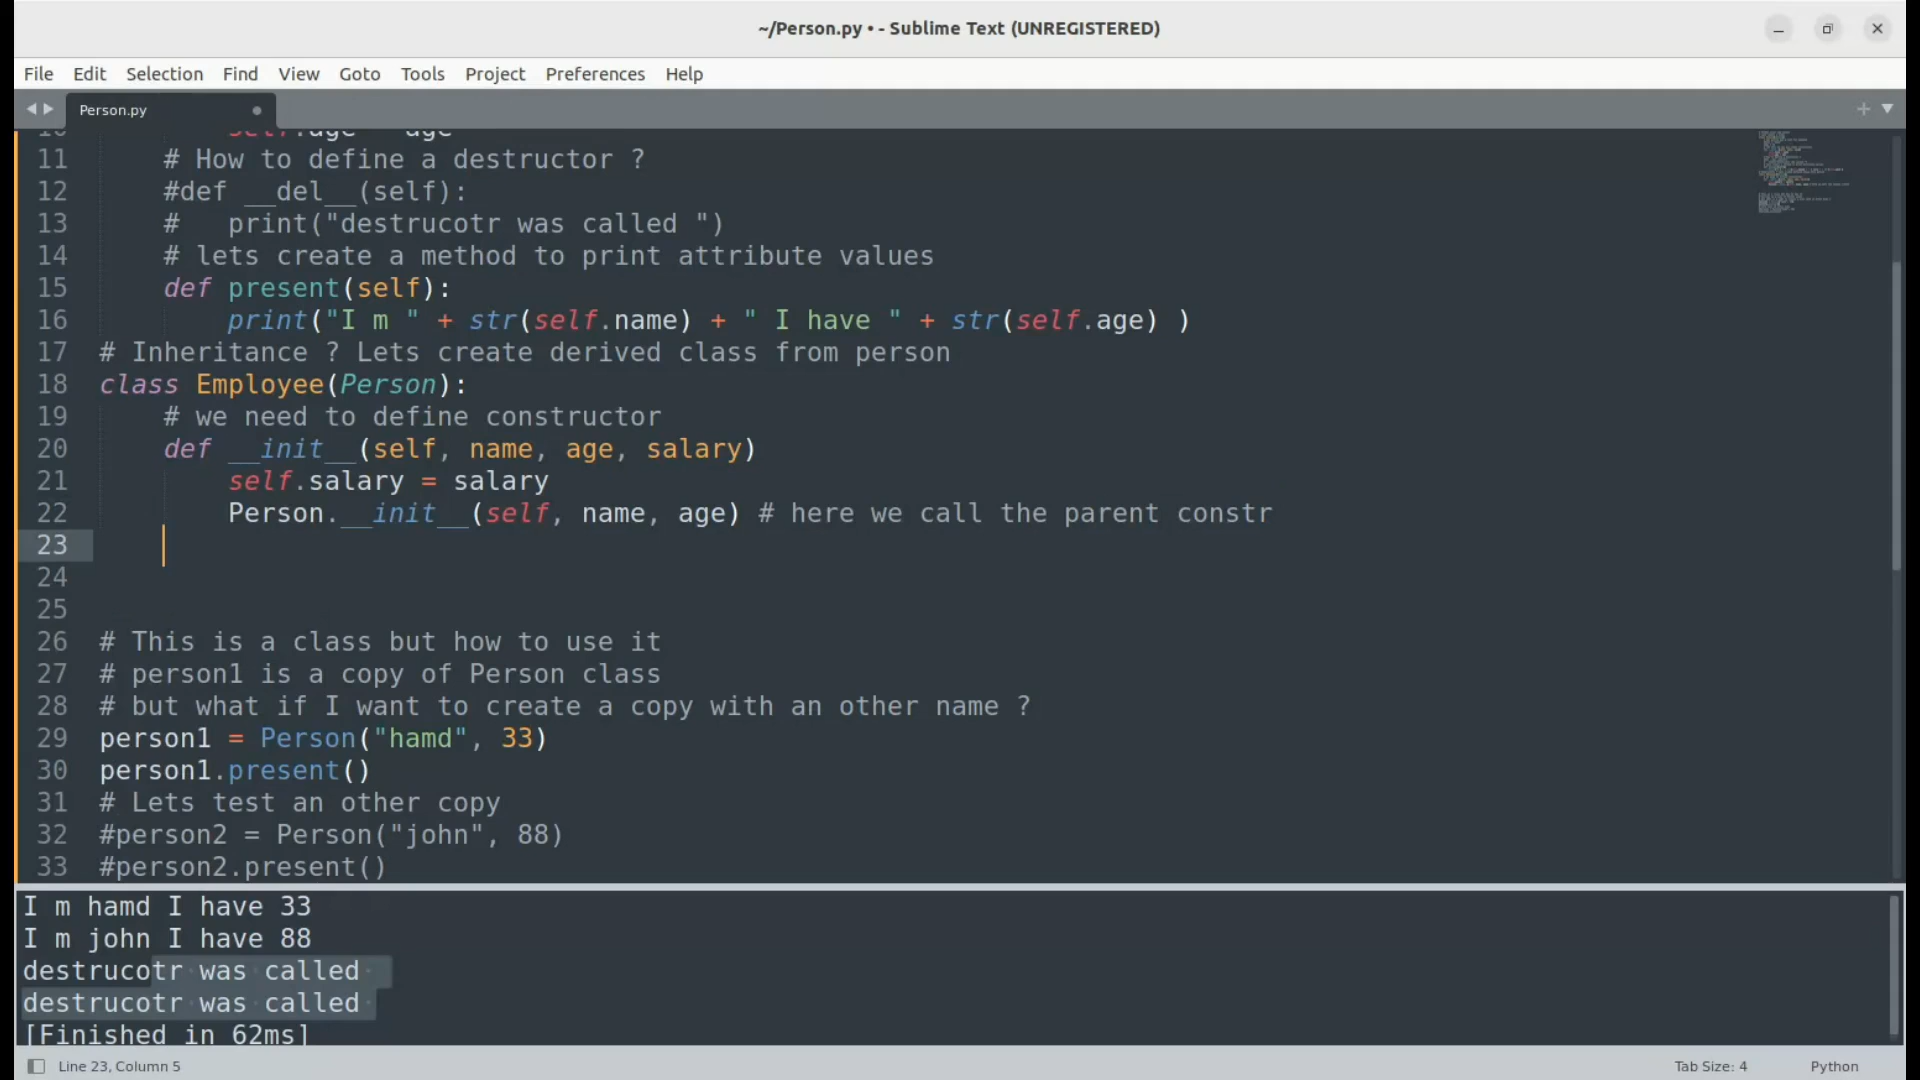 ~/Person.py • - Sublime Text (UNREGISTERED)
File Edit Selection Find View Goto Tools Project Preferences Help
Person.py
10 self.age age
11 # How to define a destructor ?
12 #def __del__(self):
13 #   print("destrucotr was called ")
14 # lets create a method to print attribute values
15 def present(self):
16 print("I m " + str(self.name) + " I have " + str(self.age) )
17 # Inheritance ? Lets create derived class from person
18 class Employee(Person):
19 # we need to define constructor
20 def __init__(self, name, age, salary)
21 self.salary = salary
22 Person.__init__(self, name, age) # here we call the parent constr
23
24
25
26 # This is a class but how to use it
27 # person1 is a copy of Person class
28 # but what if I want to create a copy with an other name ?
29 person1 = Person("hamd", 33)
30 person1.present()
31 # Lets test an other copy
32 #person2 = Person("john", 88)
33 #person2.present()
I m hamd I have 33
I m john I have 88
destrucotr was called
destrucotr was called
[Finished in 62ms]
Line 23, Column 5
Tab Size: 4
Python